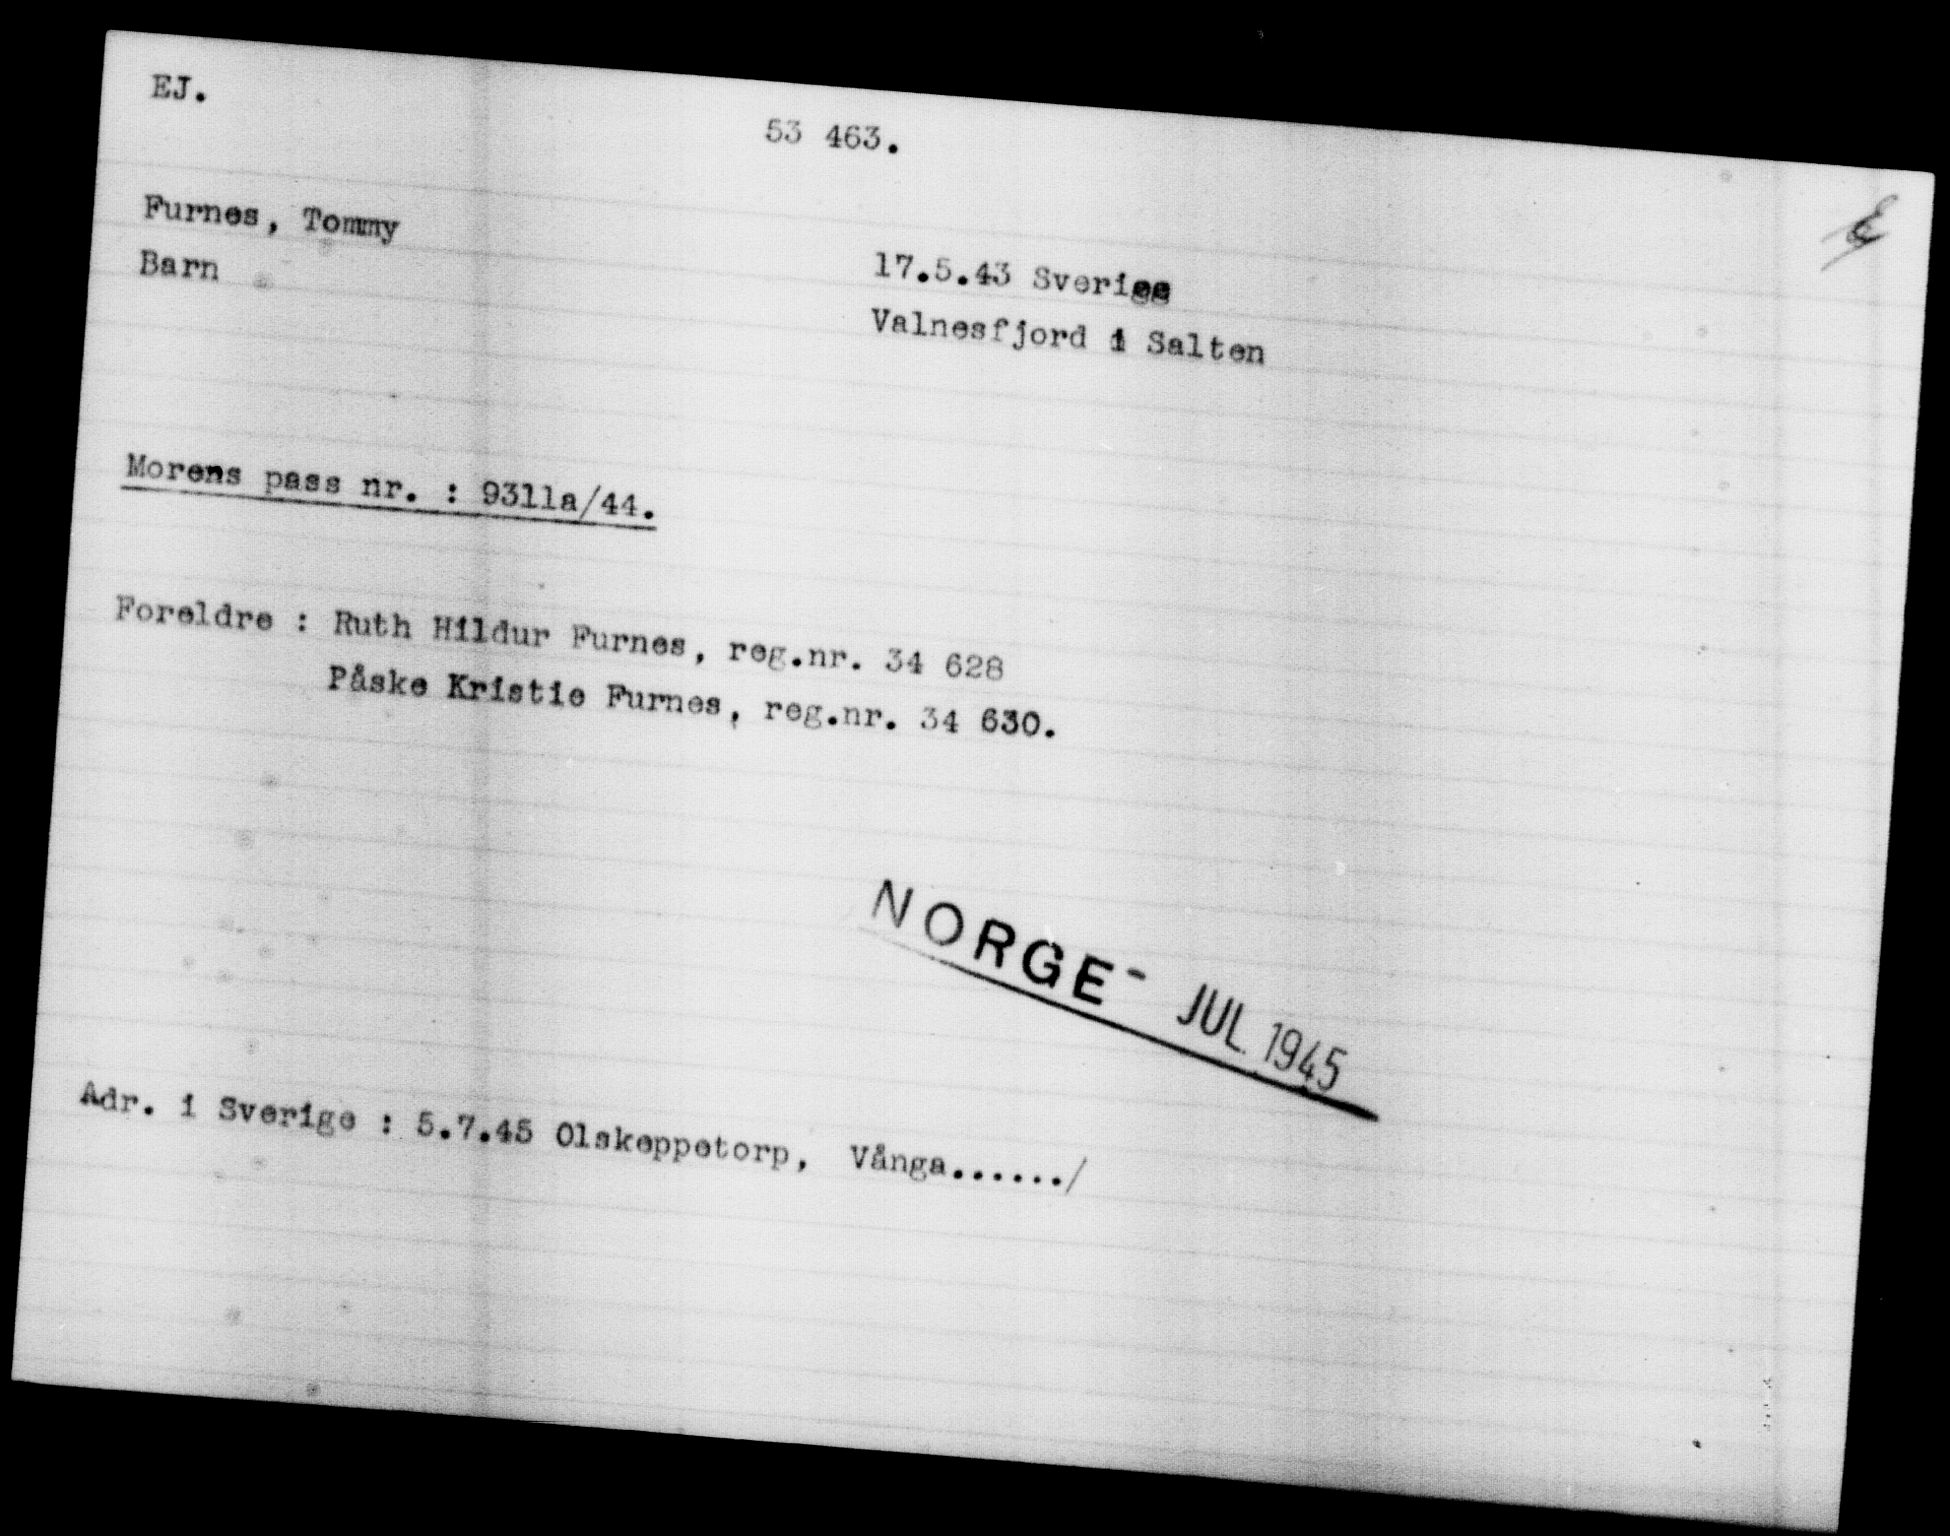 EJ.
53 463.
Furnes, Tommy
Barn
17.5.43 Sverige
Valnesfjord i Salten
Morens pass nr. : 9311a/44.
Foreldre : Ruth Hildur Furnes, reg.nr. 34 628
Påske Kristie Furnes, reg.nr. 34 630.
NORGE - JUL 1945
Adr. i Sverige : 5.7.45 Olskeppetorp, Vånga....../